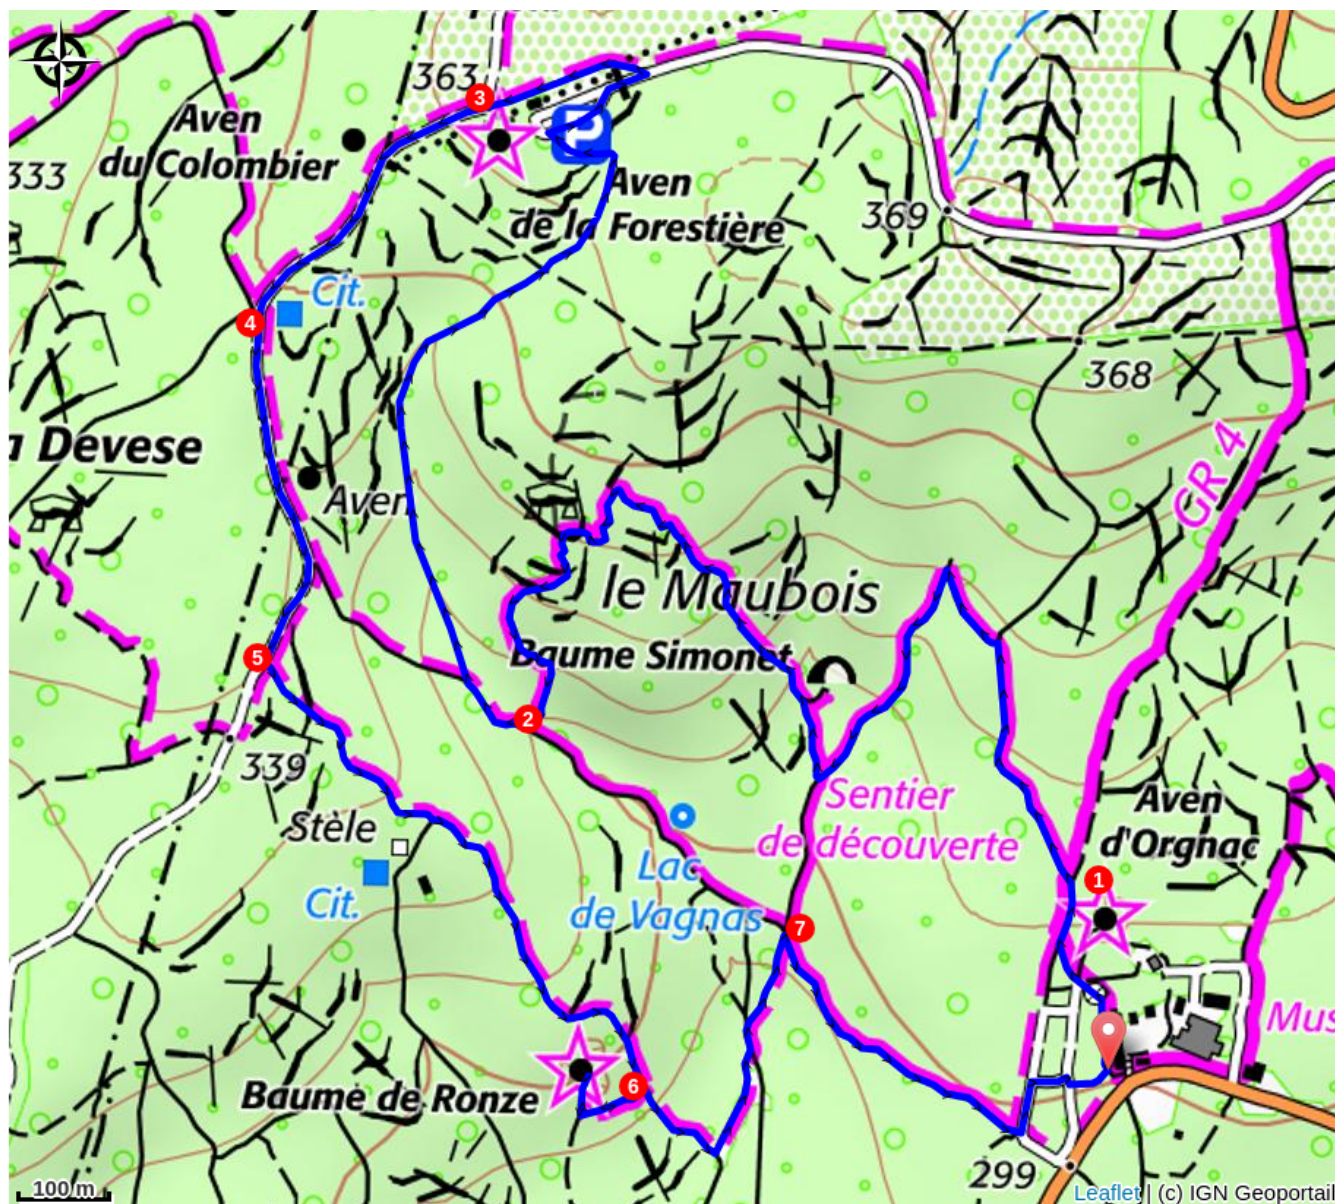 363
3
P
Aven
du Colombier
333
Aven
de la Forestière
369
Cit.
4
368
a Devese
GR 4
Aven
le Maubois
Baume Simonet
5
2
339
Sentier
de découverte
Aven
d'Orgnac
Stèle
Lac
de Vagnas
1
Cit.
7
Mus
6
Baume de Ronze
299
100 m
Leaflet | (c) IGN Geoportail